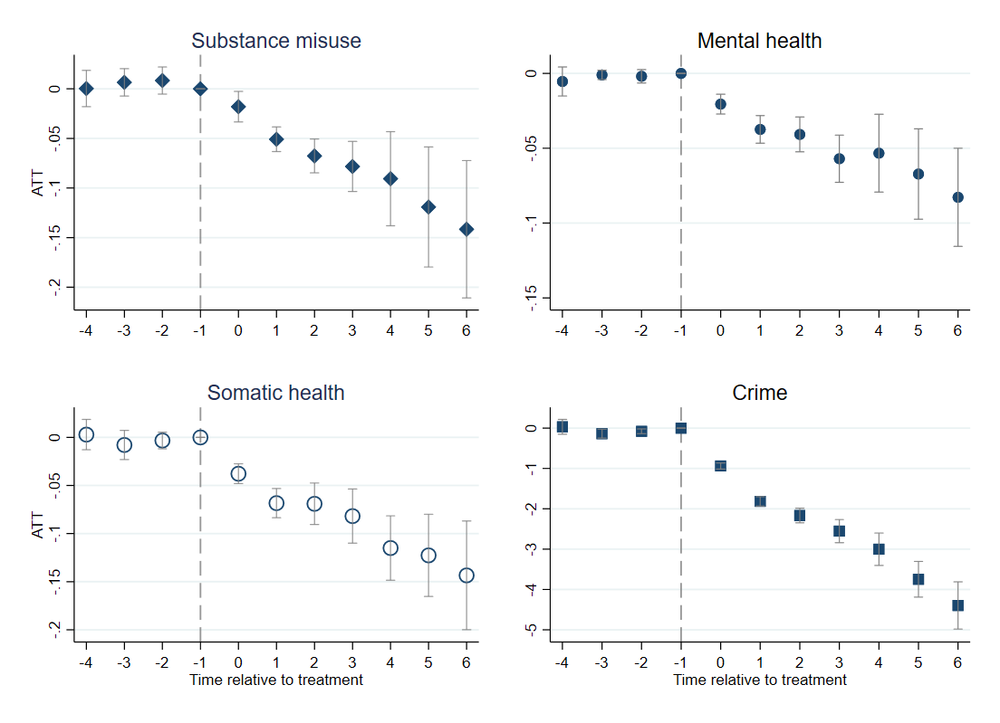 Substance misuse
ATT
0
-.05
-.1
-.15
-.2
-4 -3 -2 -1 0 1 2 3 4 5 6
Mental health
0
-.05
-.1
-.15
-4 -3 -2 -1 0 1 2 3 4 5 6
Somatic health
ATT
0
-.05
-.1
-.15
-.2
-4 -3 -2 -1 0 1 2 3 4 5 6
Time relative to treatment
Crime
0
-1
-2
-3
-4
-5
-4 -3 -2 -1 0 1 2 3 4 5 6
Time relative to treatment